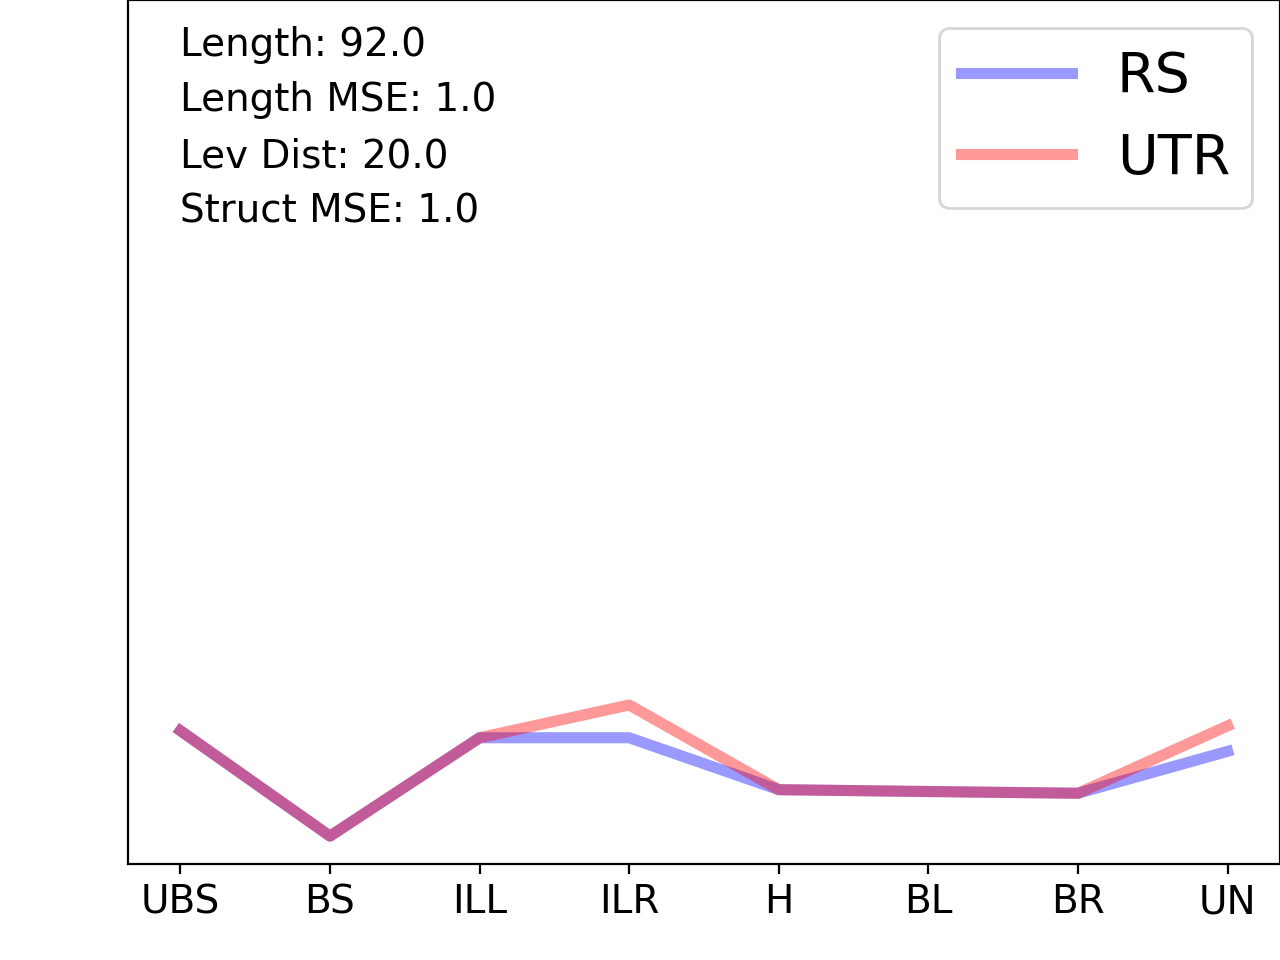 Length: 92.0
Length MSE: 1.0
Lev Dist: 20.0
Struct MSE: 1.0
RS
UTR
UBS BS ILL ILR H BL BR UN